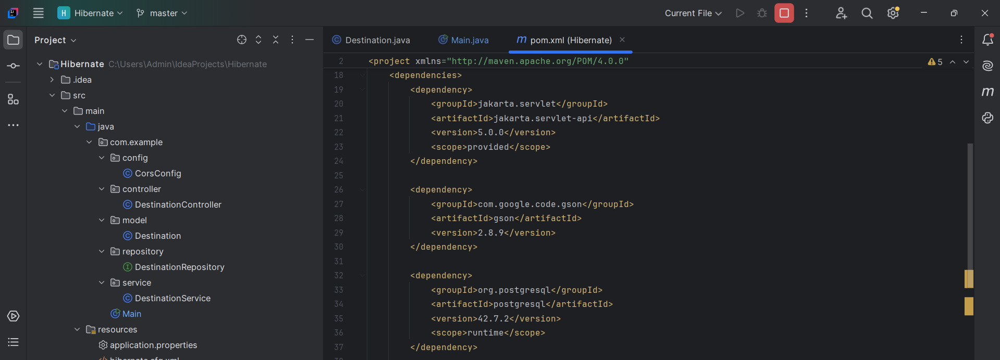 H Hibernate master Current File
Project
Destination.java Main.java m pom.xml (Hibernate)
Hibernate C:\Users\Admin\IdeaProjects\Hibernate
.idea
src
main
java
com.example
config
CorsConfig
controller
DestinationController
model
Destination
repository
DestinationRepository
service
DestinationService
Main
resources
application.properties
hibernate.cfg.xml
2 <project xmlns="http://maven.apache.org/POM/4.0.0" 5
18 <dependencies>
19 <dependency>
20 <groupId>jakarta.servlet</groupId>
21 <artifactId>jakarta.servlet-api</artifactId>
22 <version>5.0.0</version>
23 <scope>provided</scope>
24 </dependency>
25
26 <dependency>
27 <groupId>com.google.code.gson</groupId>
28 <artifactId>gson</artifactId>
29 <version>2.8.9</version>
30 </dependency>
31
32 <dependency>
33 <groupId>org.postgresql</groupId>
34 <artifactId>postgresql</artifactId>
35 <version>42.7.2</version>
36 <scope>runtime</scope>
37 </dependency>
38
m